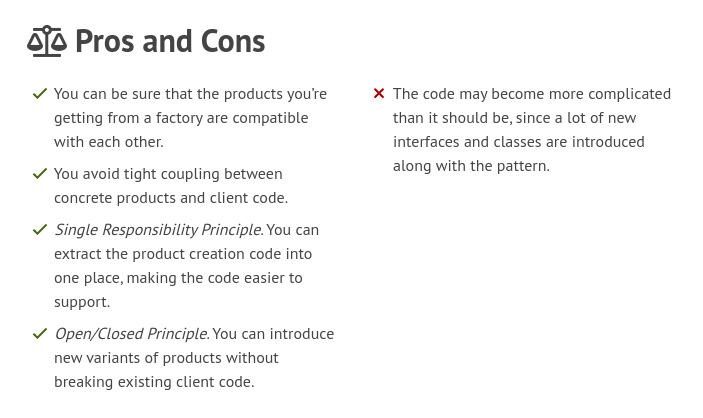 Pros and Cons
You can be sure that the products you’re
getting from a factory are compatible
with each other.
You avoid tight coupling between
concrete products and client code.
Single Responsibility Principle. You can
extract the product creation code into
one place, making the code easier to
support.
Open/Closed Principle. You can introduce
new variants of products without
breaking existing client code.
The code may become more complicated
than it should be, since a lot of new
interfaces and classes are introduced
along with the pattern.